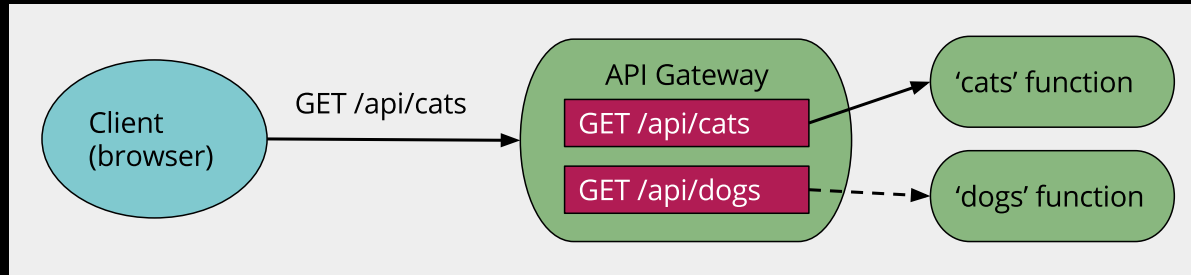 Client
(browser)
GET /api/cats
API Gateway
GET /api/cats
GET /api/dogs
‘cats’ function
‘dogs’ function